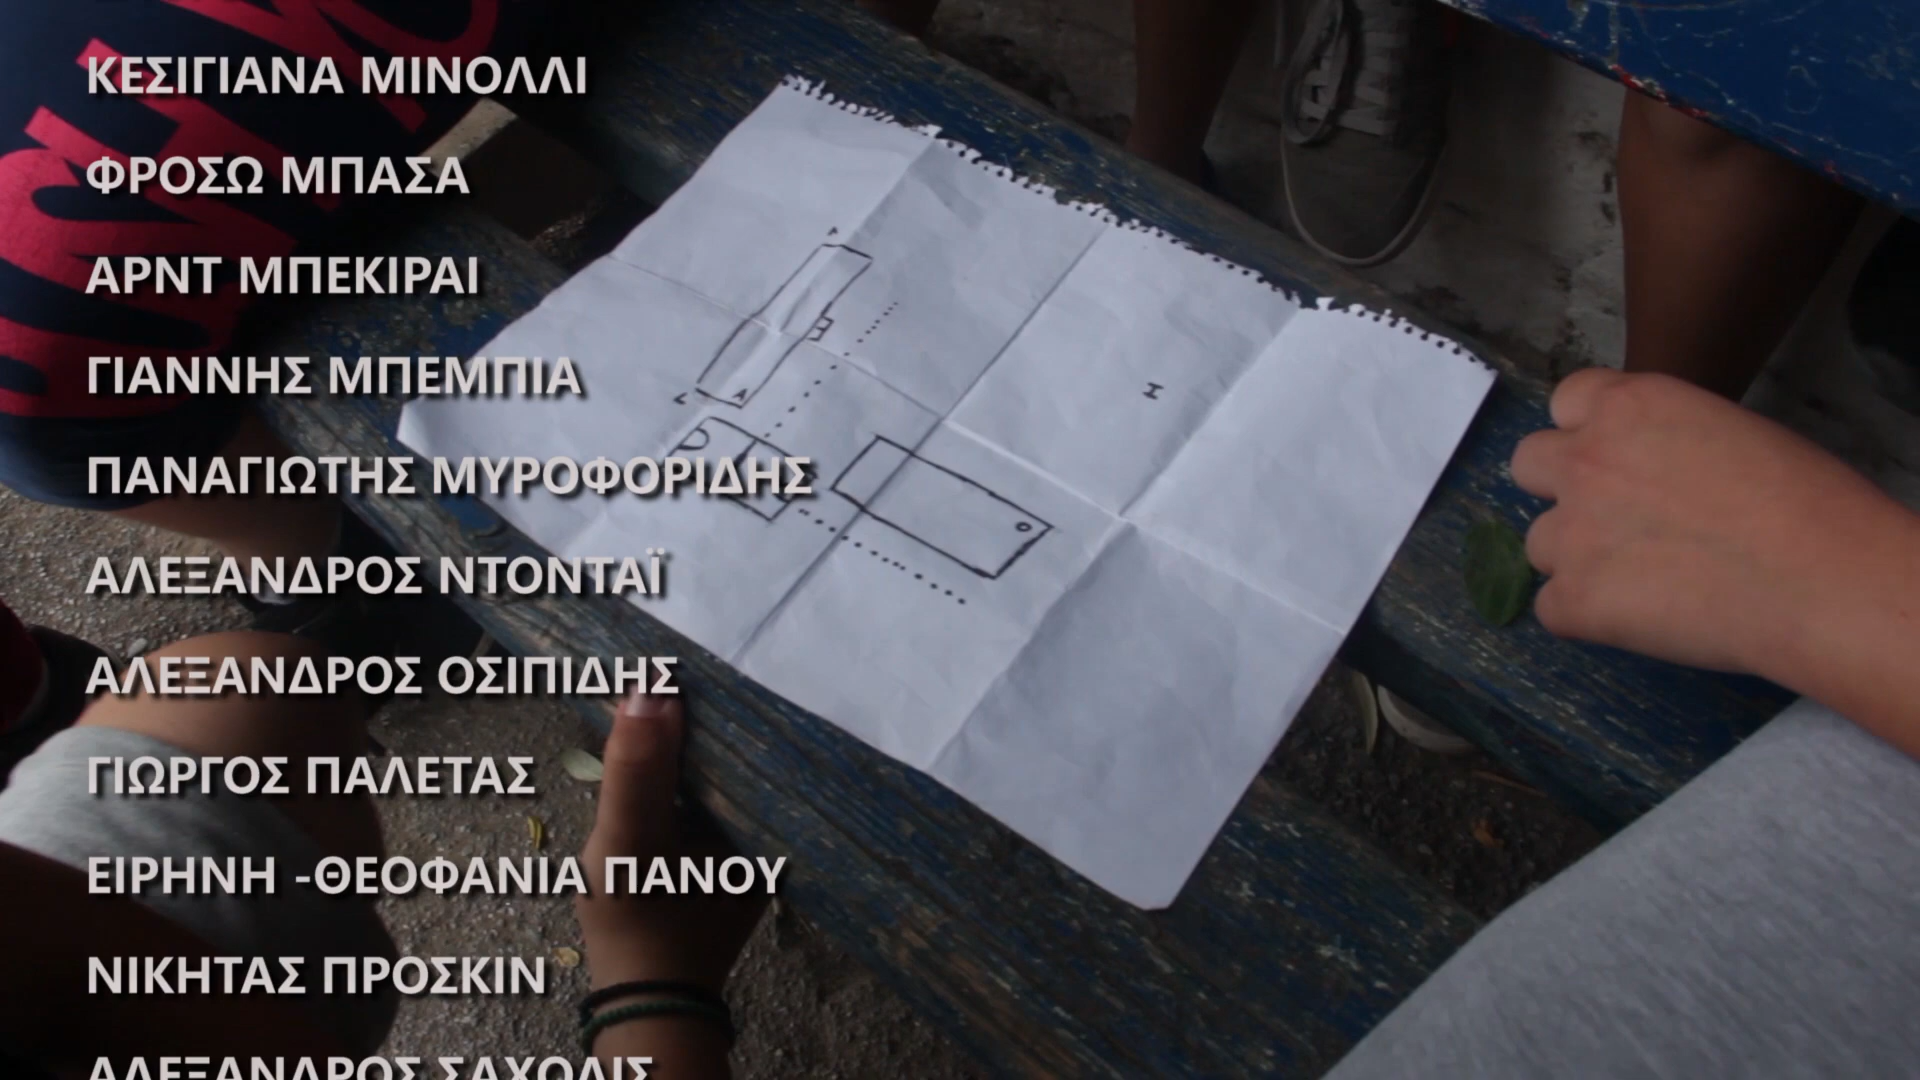 ΚΕΣΙΓΙΑΝΑ ΜΙΝΟΛΛΙ
ΦΡΟΣΩ ΜΠΑΣΑ
ΑΡΝΤ ΜΠΕΚΙΡΑΙ
ΓΙΑΝΝΗΣ ΜΠΕΜΠΙΑ
ΠΑΝΑΓΙΩΤΗΣ ΜΥΡΟΦΟΡΙΔΗΣ
ΑΛΕΞΑΝΔΡΟΣ ΝΤΟΝΤΑΪ
ΑΛΕΞΑΝΔΡΟΣ ΟΣΙΠΙΔΗΣ
ΓΙΩΡΓΟΣ ΠΑΛΕΤΑΣ
ΕΙΡΗΝΗ -ΘΕΟΦΑΝΙΑ ΠΑΝΟΥ
ΝΙΚΗΤΑΣ ΠΡΟΣΚΙΝ
ΑΛΕΞΑΝΔΡΟΣ